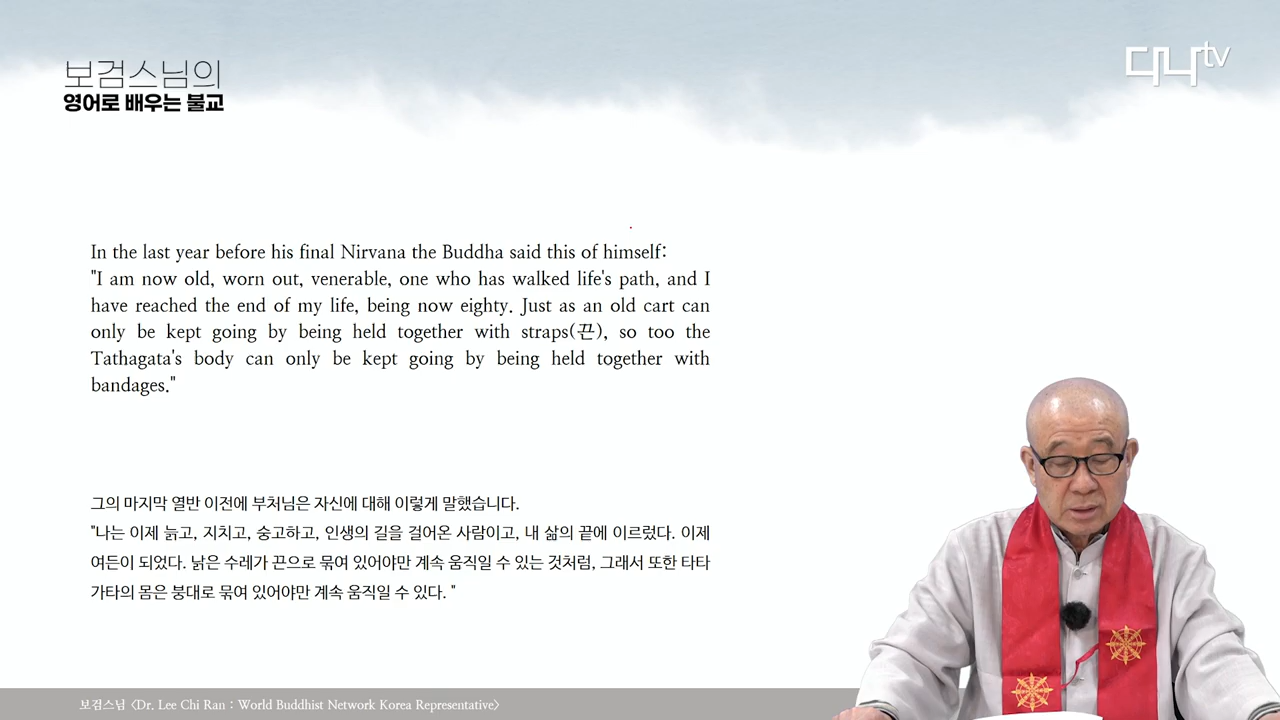 보검스님의
영어로 배우는 불교
디나tv
In the last year before his final Nirvana the Buddha said this of himself:
"I am now old, worn out, venerable, one who has walked life's path, and I
have reached the end of my life, being now eighty. Just as an old cart can
only be kept going by being held together with straps(끈), so too the
Tathagata's body can only be kept going by being held together with
bandages."
그의 마지막 열반 이전에 부처님은 자신에 대해 이렇게 말했습니다.
"나는 이제 늙고, 지치고, 숭고하고, 인생의 길을 걸어온 사람이고, 내 삶의 끝에 이르렀다. 이제
여든이 되었다. 낡은 수레가 끈으로 묶여 있어야만 계속 움직일 수 있는 것처럼, 그래서 또한 타타
가타의 몸은 붕대로 묶여 있어야만 계속 움직일 수 있다. "
보검스님 <Dr. Lee Chi Ran : World Buddhist Network Korea Representative>